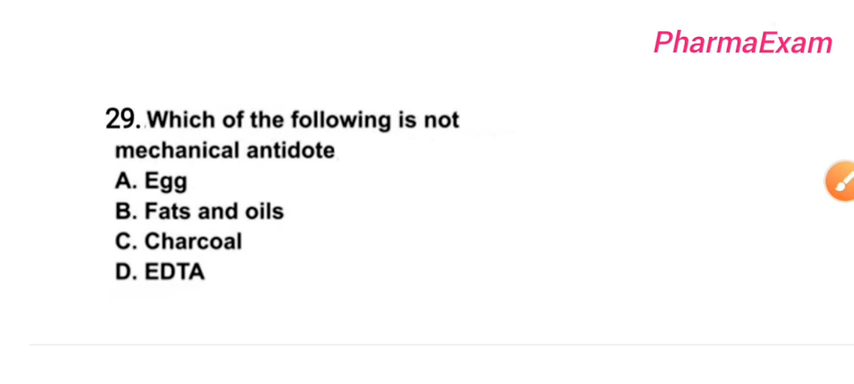 PharmaExam
29. Which of the following is not
mechanical antidote
A. Egg
B. Fats and oils
C. Charcoal
D. EDTA